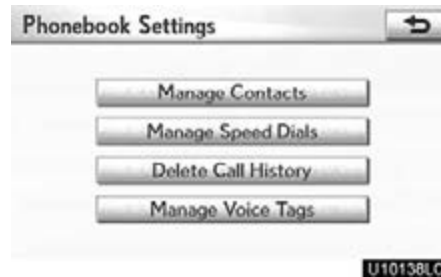 Phonebook Settings
Manage Contacts
Manage Speed Dials
Delete Call History
Manage Voice Tags
U10138LC